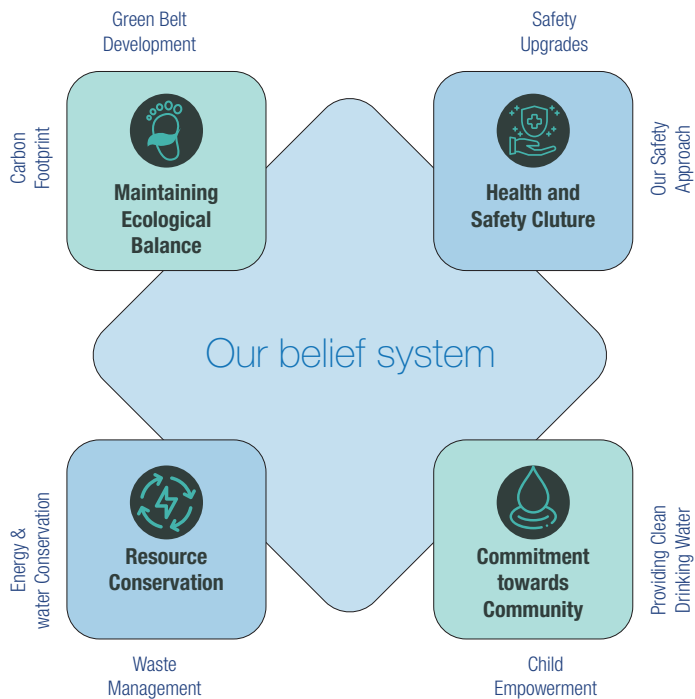 Green Belt
Development
Safety
Upgrades
Carbon
Footprint
Maintaining
Ecological
Balance
Health and
Safety Cluture
Our Safety
Approach
Our belief system
Energy &
water Conservation
Resource
Conservation
Commitment
towards
Community
Providing Clean
Drinking Water
Waste
Management
Child
Empowerment